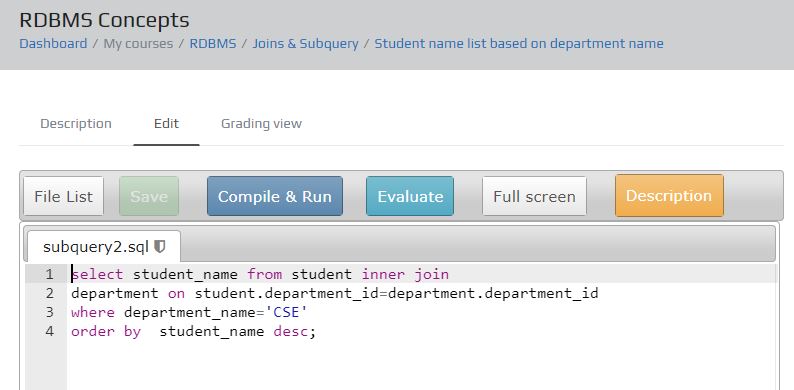 RDBMS Concepts
Dashboard / My courses / RDBMS / Joins & Subquery / Student name list based on department name
Description Edit Grading view
File List Save Compile & Run Evaluate Full screen Description
subquery2.sql
1 select student_name from student inner join
2 department on student.department_id=department.department_id
3 where department_name='CSE'
4 order by  student_name desc;